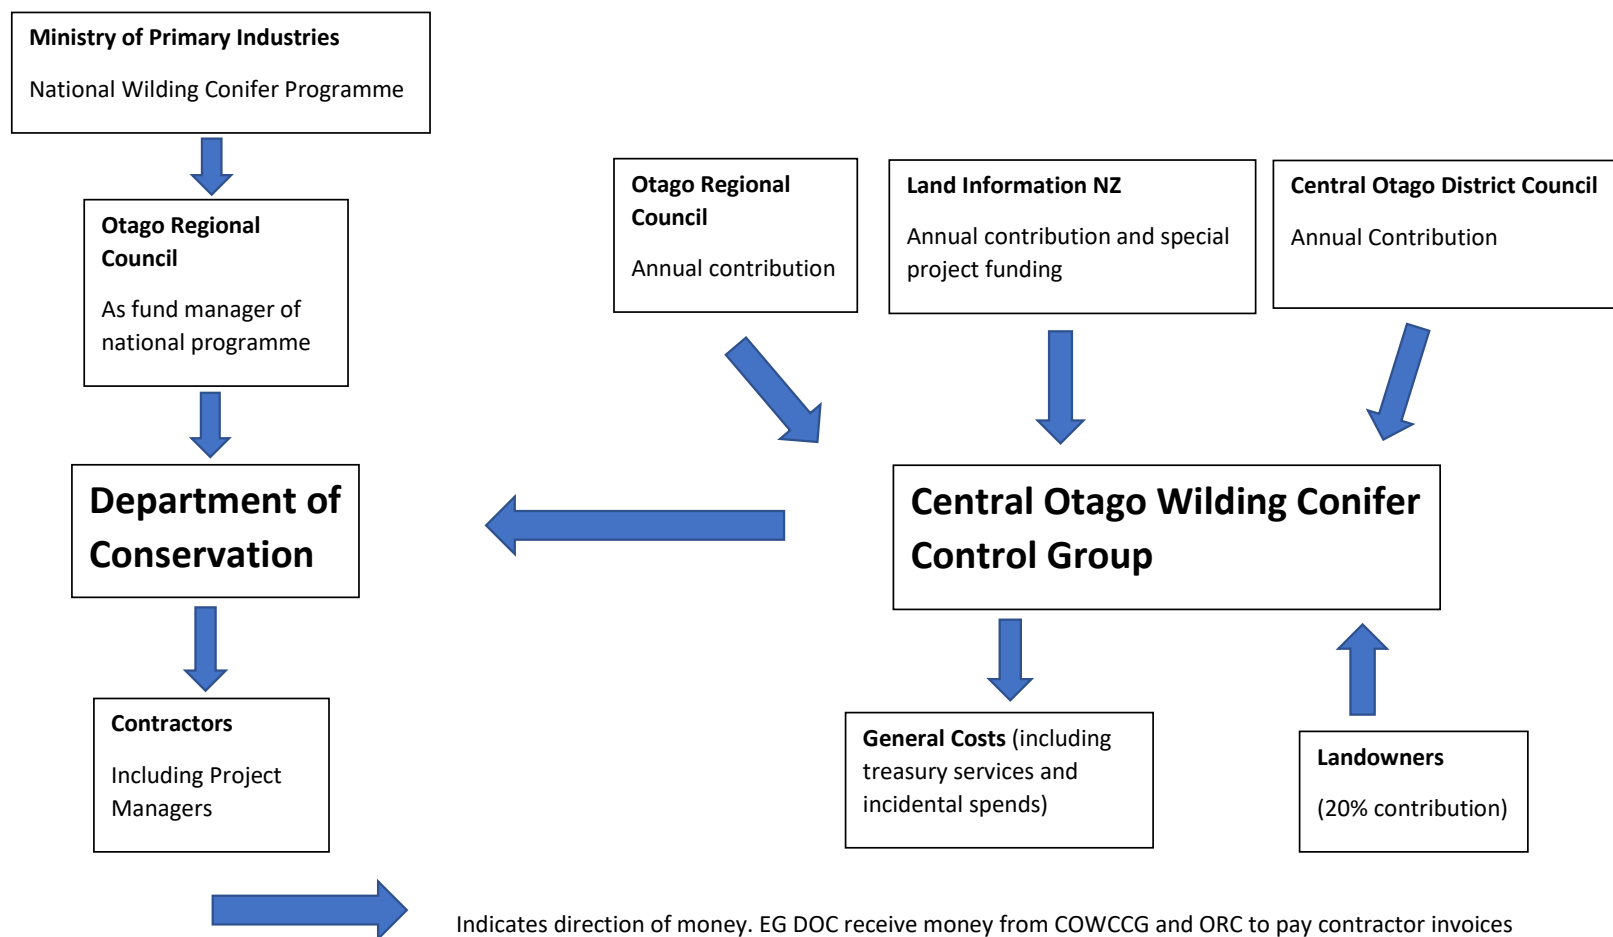 Ministry of Primary Industries
National Wilding Conifer Programme
Otago Regional
Council
As fund manager of
national programme
Otago Regional
Council
Annual contribution
Land Information NZ
Annual contribution and special
project funding
Central Otago District Council
Annual Contribution
Department of
Conservation
Central Otago Wilding Conifer
Control Group
Contractors
Including Project
Managers
General Costs (including
treasury services and
incidental spends)
Landowners
(20% contribution)
Indicates direction of money. EG DOC receive money from COWCCG and ORC to pay contractor invoices